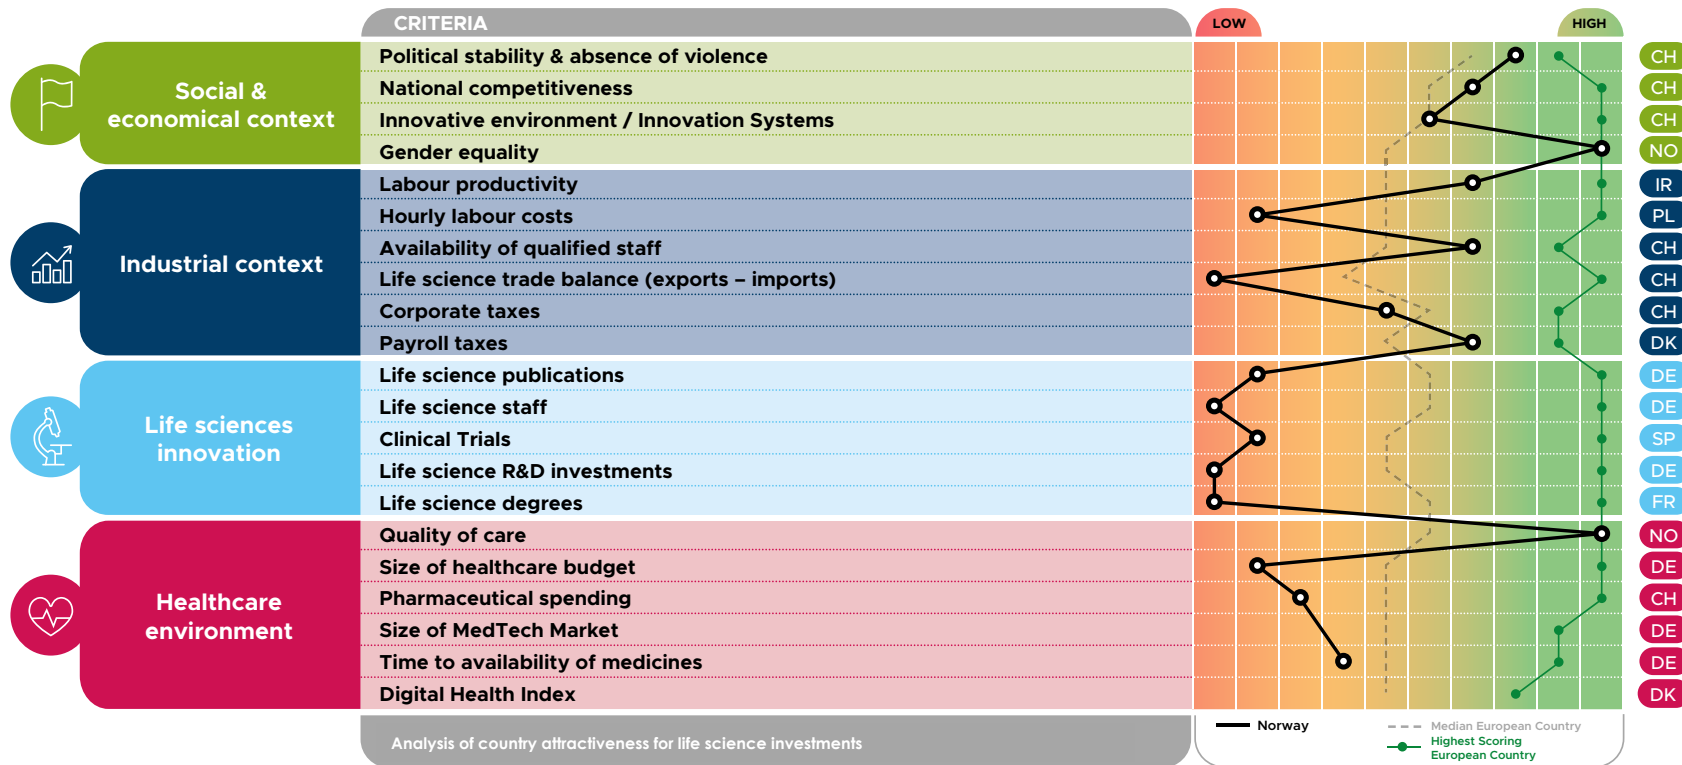 CRITERIA
LOW
HIGH
Social &
economical context
Political stability & absence of violence
CH
National competitiveness
CH
Innovative environment / Innovation Systems
CH
Gender equality
NO
Industrial context
Labour productivity
IR
Hourly labour costs
PL
Availability of qualified staff
CH
Life science trade balance (exports – imports)
CH
Corporate taxes
CH
Payroll taxes
DK
Life sciences
innovation
Life science publications
DE
Life science staff
DE
Clinical Trials
SP
Life science R&D investments
DE
Life science degrees
FR
Healthcare
environment
Quality of care
NO
Size of healthcare budget
DE
Pharmaceutical spending
CH
Size of MedTech Market
DE
Time to availability of medicines
DE
Digital Health Index
DK
Analysis of country attractiveness for life science investments
Norway
Median European Country
Highest Scoring
European Country